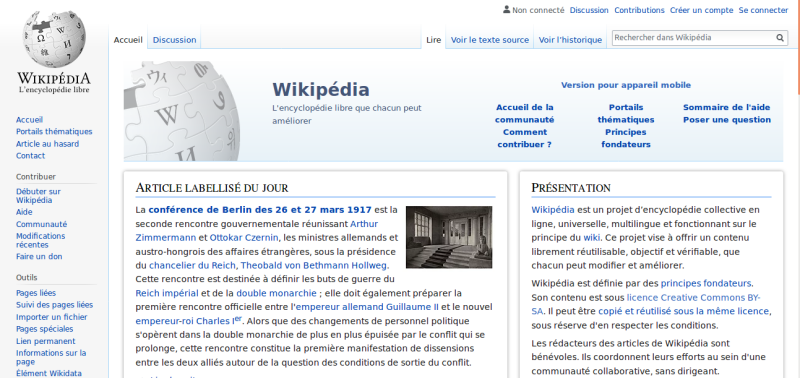 Non connecté Discussion Contributions Créer un compte Se connecter
WIKIPÉDIA
L'encyclopédie libre
Accueil Discussion
Lire Voir le texte source Voir l'historique
Rechercher dans Wikipédia
Accueil
Portails thématiques
Article au hasard
Contact
Contribuer
Débuter sur
Wikipédia
Aide
Communauté
Modifications
récentes
Faire un don
Outils
Pages liées
Suivi des pages liées
Importer un fichier
Pages spéciales
Lien permanent
Informations sur la
page
Élément Wikidata
Wikipédia
L'encyclopédie libre que chacun peut
améliorer
Version pour appareil mobile
Accueil de la
communauté
Comment
contribuer ?
Portails
thématiques
Principes
fondateurs
Sommaire de l'aide
Poser une question
ARTICLE LABELLISÉ DU JOUR
La conférence de Berlin des 26 et 27 mars 1917 est la
seconde rencontre gouvernementale réunissant Arthur
Zimmermann et Ottokar Czernin, les ministres allemands et
austro-hongrois des affaires étrangères, sous la présidence
du chancelier du Reich, Theobald von Bethmann Hollweg.
Cette rencontre est destinée à définir les buts de guerre du
Reich impérial et de la double monarchie ; elle doit également préparer la
première rencontre officielle entre l'empereur allemand Guillaume II et le nouvel
empereur-roi Charles Ier. Alors que des changements de personnel politique
s'opèrent dans la double monarchie de plus en plus épuisée par le conflit qui se
prolonge, cette rencontre constitue la première manifestation de dissensions
entre les deux alliés autour de la question des conditions de sortie du conflit.
PRÉSENTATION
Wikipédia est un projet d'encyclopédie collective en
ligne, universelle, multilingue et fonctionnant sur le
principe du wiki. Ce projet vise à offrir un contenu
librement réutilisable, objectif et vérifiable, que
chacun peut modifier et améliorer.
Wikipédia est définie par des principes fondateurs.
Son contenu est sous licence Creative Commons BY-
SA. Il peut être copié et réutilisé sous la même licence,
sous réserve d'en respecter les conditions.
Les rédacteurs des articles de Wikipédia sont
bénévoles. Ils coordonnent leurs efforts au sein d'une
communauté collaborative, sans dirigeant.